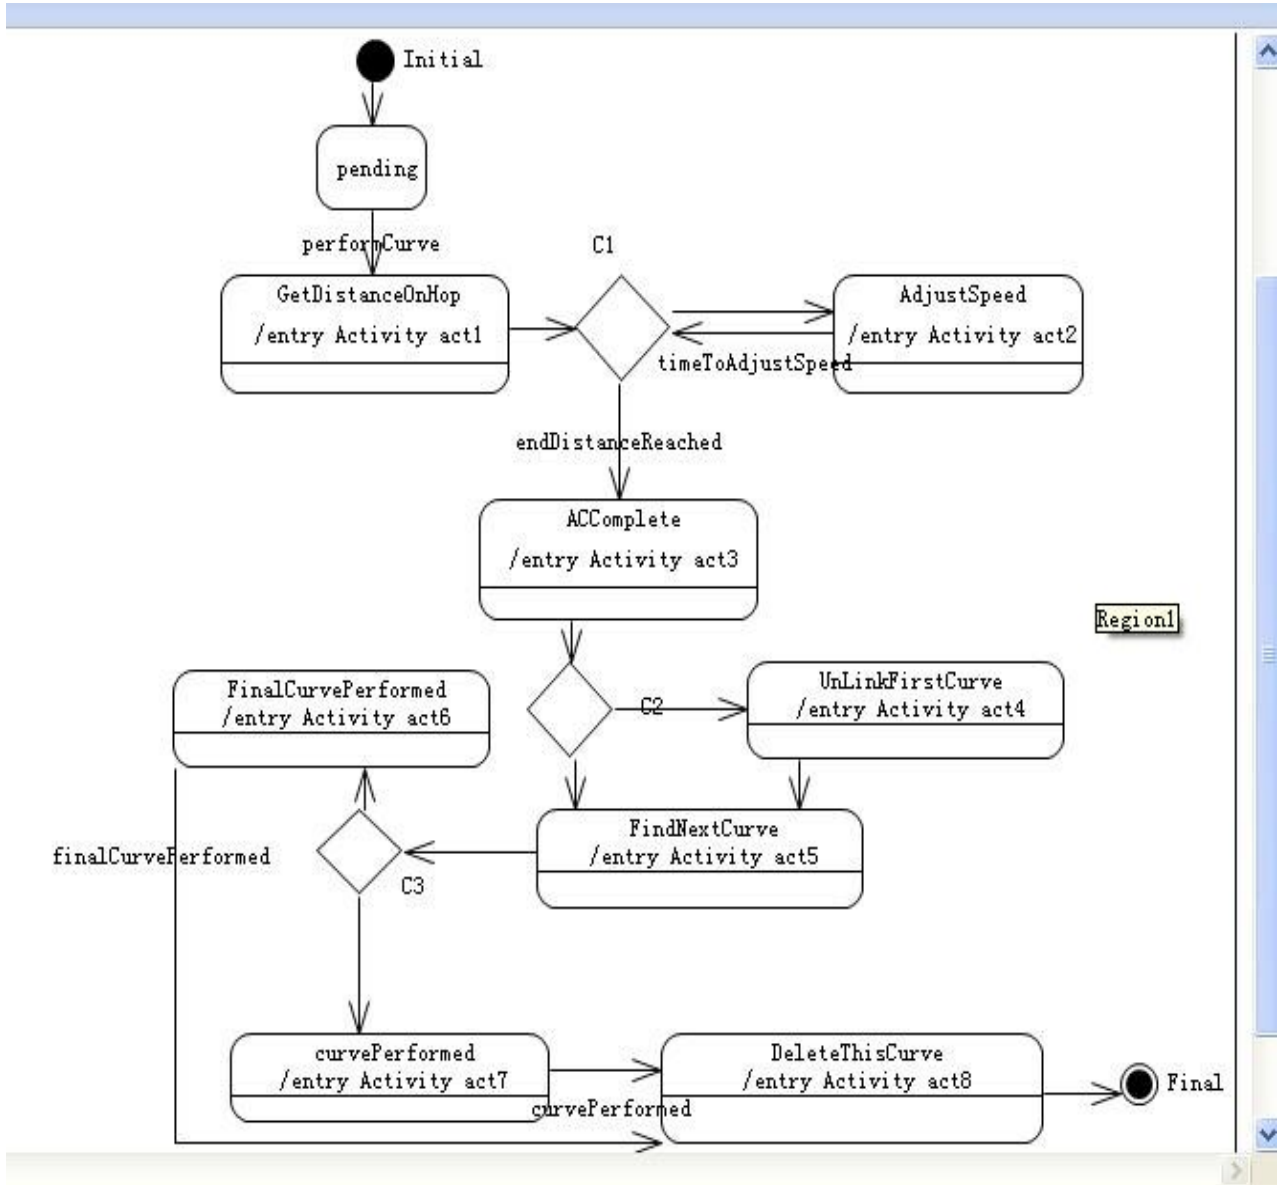 Initial
pending
performCurve
C1
GetDistanceOnHop
/entry Activity act1
AdjustSpeed
/entry Activity act2
timeToAdjustSpeed
endDistanceReached
ACComplete
/entry Activity act3
Region1
FinalCurvePerformed
/entry Activity act6
C2
UnLinkFirstCurve
/entry Activity act4
FindNextCurve
/entry Activity act5
finalCurvePerformed
C3
curvePerformed
/entry Activity act7
DeleteThisCurve
/entry Activity act8
Final
curvePerformed